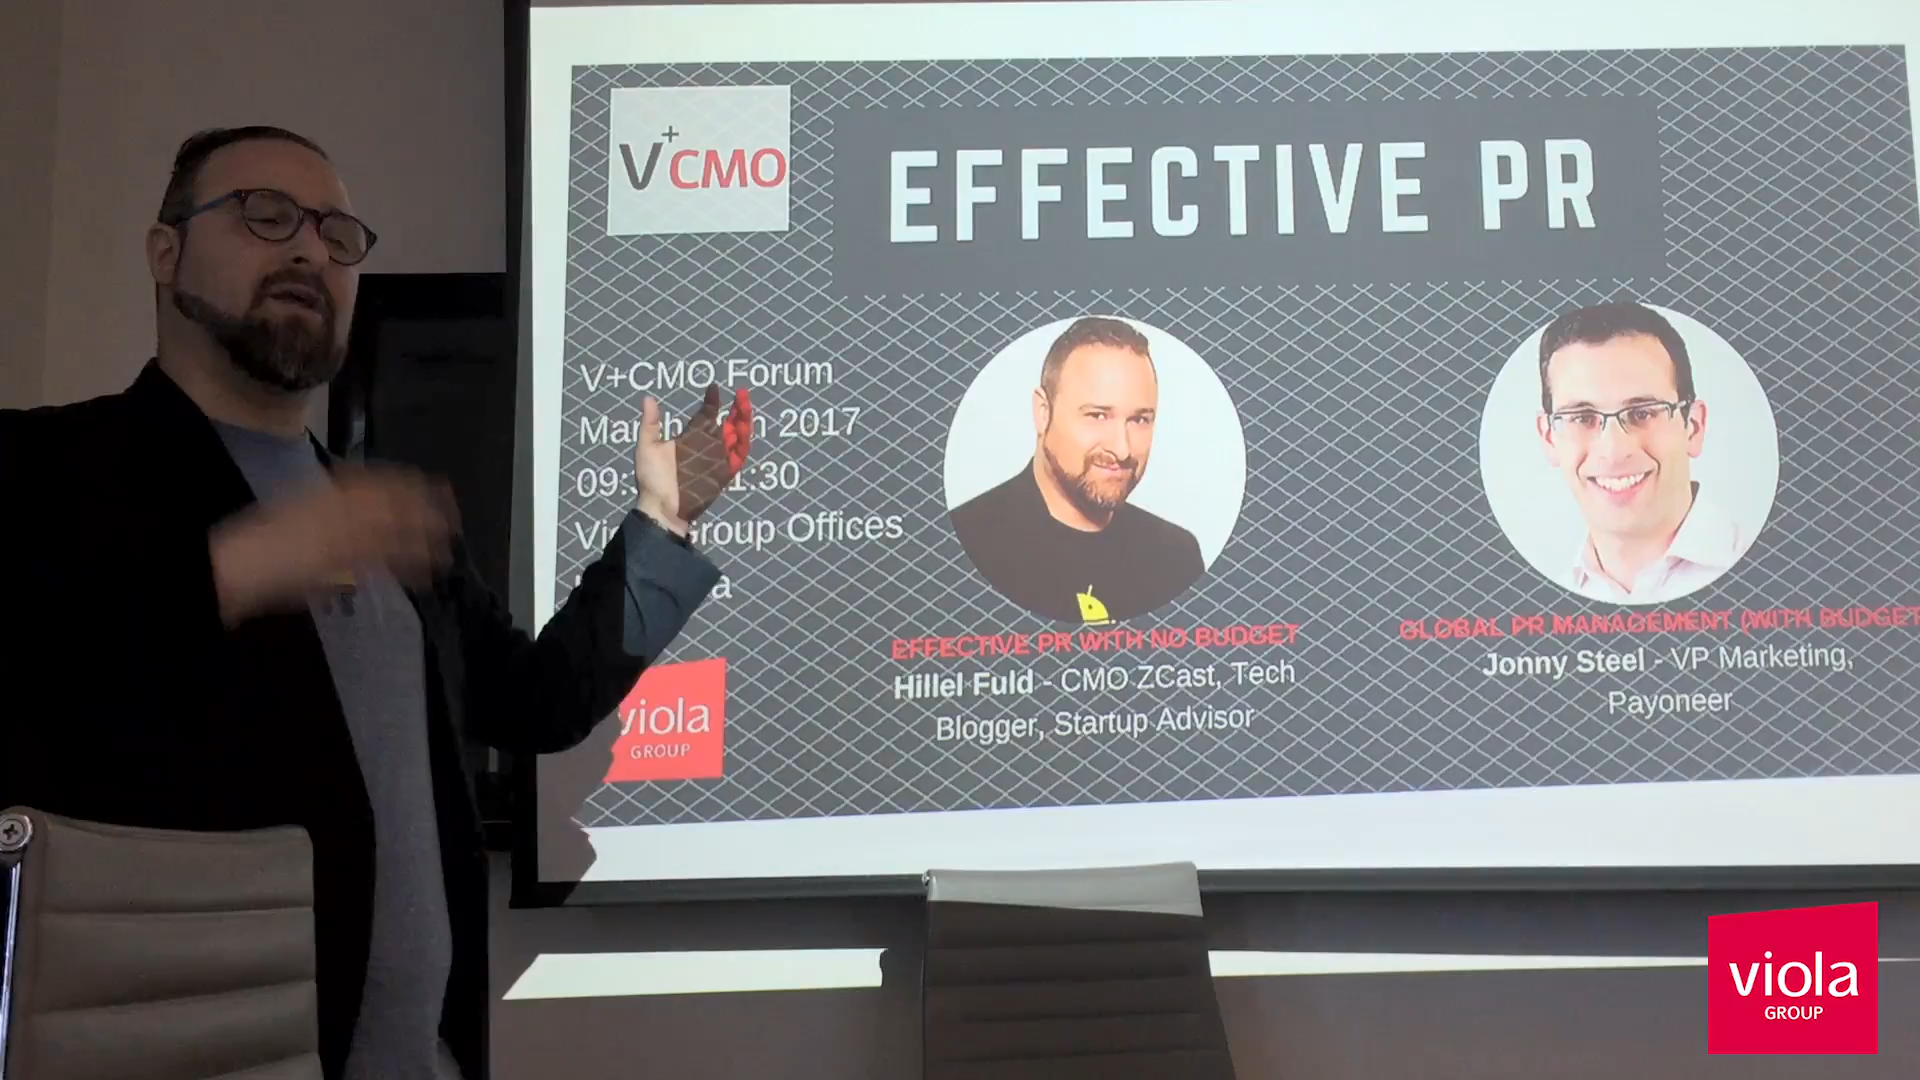 V+CMO
EFFECTIVE PR
V+CMO Forum
2017
:30
Group Offices
EFFECTIVE PR WITH NO BUDGET
Hillel Fuld - CMO ZCast, Tech
Blogger, Startup Advisor
GLOBAL PR MANAGEMENT (WITH BUDGET
Jonny Steel - VP Marketing,
Payoneer
viola
GROUP
viola
GROUP